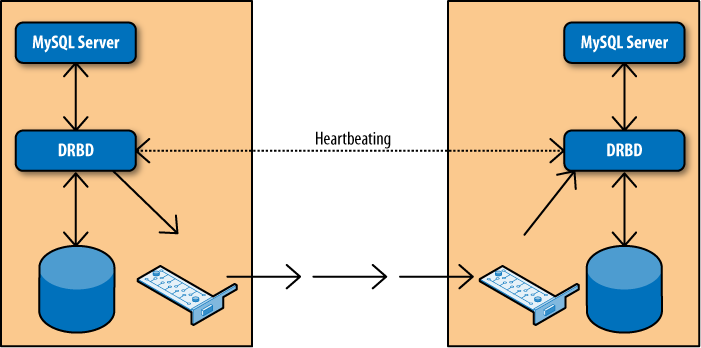 MySQL Server
MySQL Server
Heartbeating
DRBD
DRBD